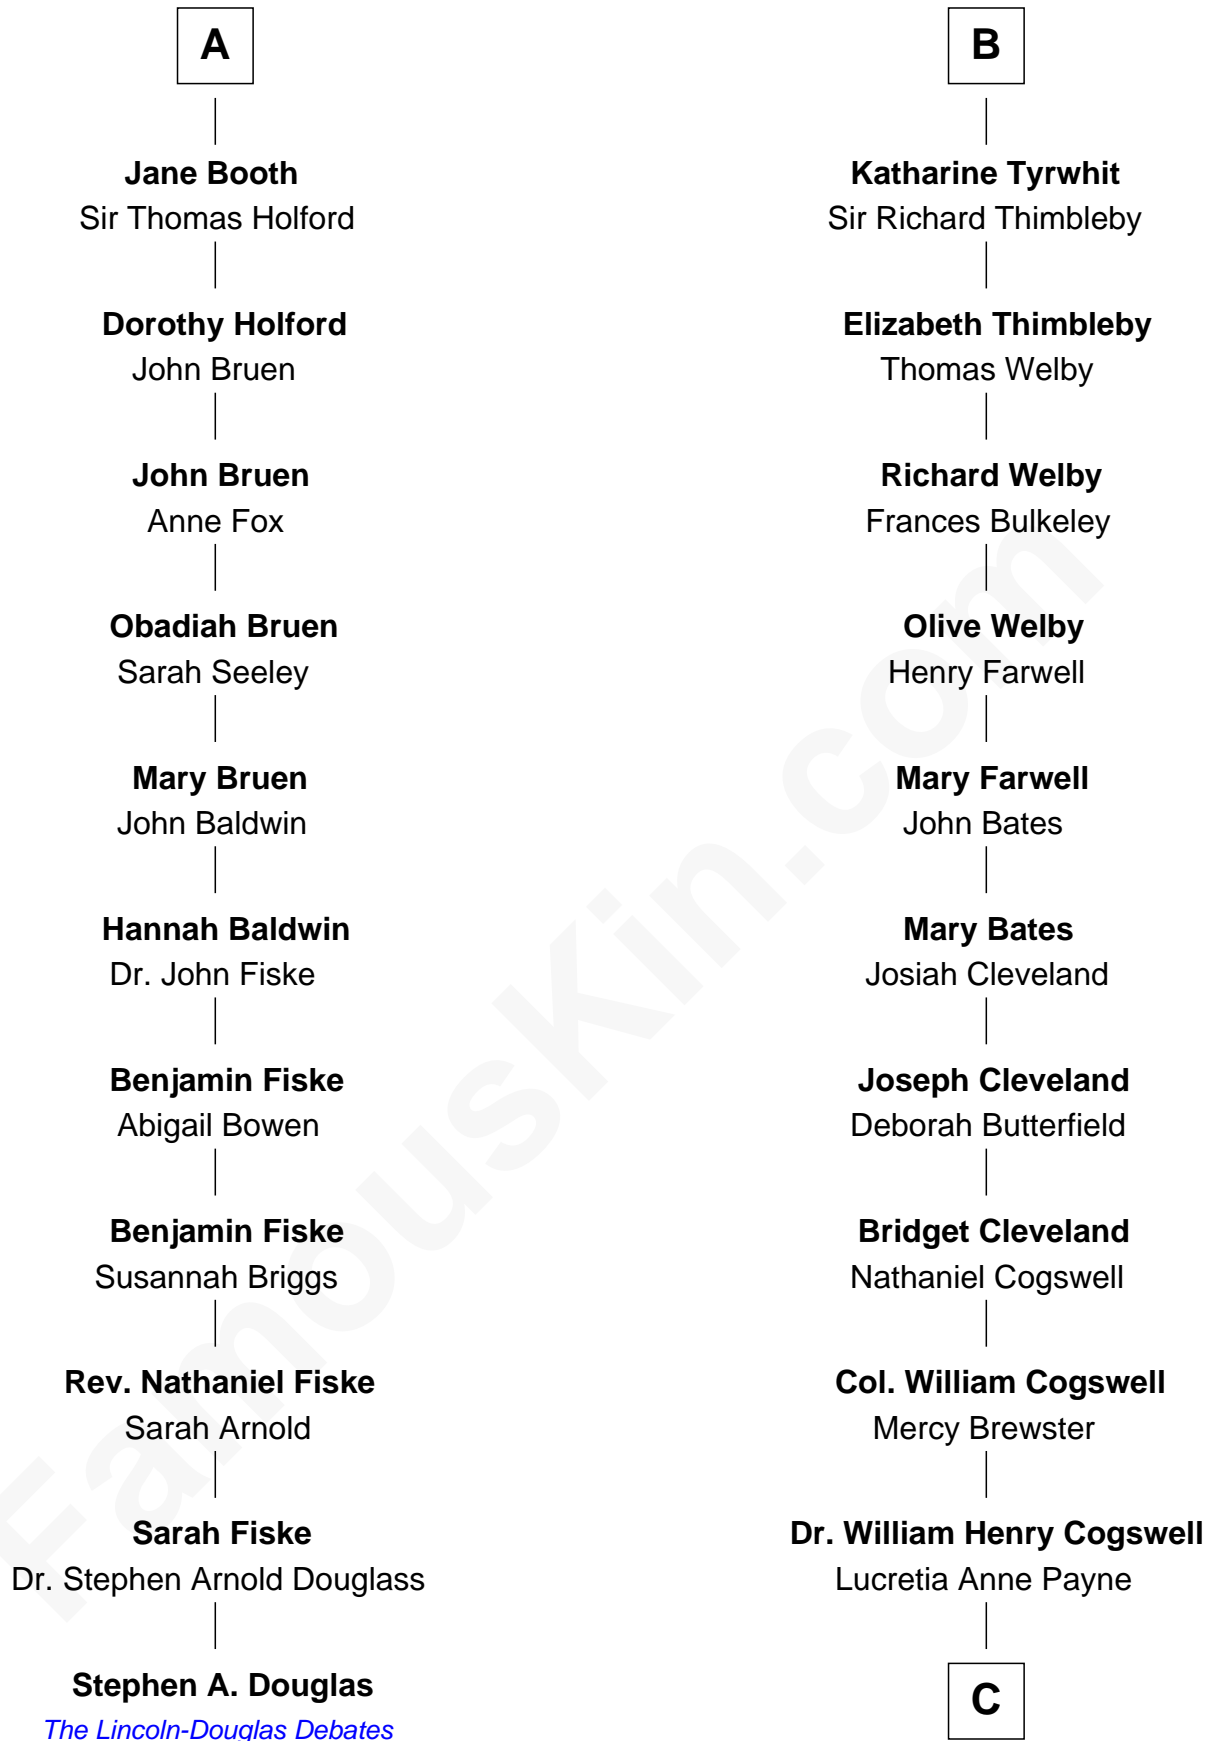 A
Jane Booth
Sir Thomas Holford
Dorothy Holford
John Bruen
John Bruen
Anne Fox
Obadiah Bruen
Sarah Seeley
Mary Bruen
John Baldwin
Hannah Baldwin
Dr. John Fiske
Benjamin Fiske
Abigail Bowen
Benjamin Fiske
Susannah Briggs
Rev. Nathaniel Fiske
Sarah Arnold
Sarah Fiske
Dr. Stephen Arnold Douglass
Stephen A. Douglas
The Lincoln-Douglas Debates
B
Katharine Tyrwhit
Sir Richard Thimbleby
Elizabeth Thimbleby
Thomas Welby
Richard Welby
Frances Bulkeley
Olive Welby
Henry Farwell
Mary Farwell
John Bates
Mary Bates
Josiah Cleveland
Joseph Cleveland
Deborah Butterfield
Bridget Cleveland
Nathaniel Cogswell
Col. William Cogswell
Mercy Brewster
Dr. William Henry Cogswell
Lucretia Anne Payne
C
FamousKin.com